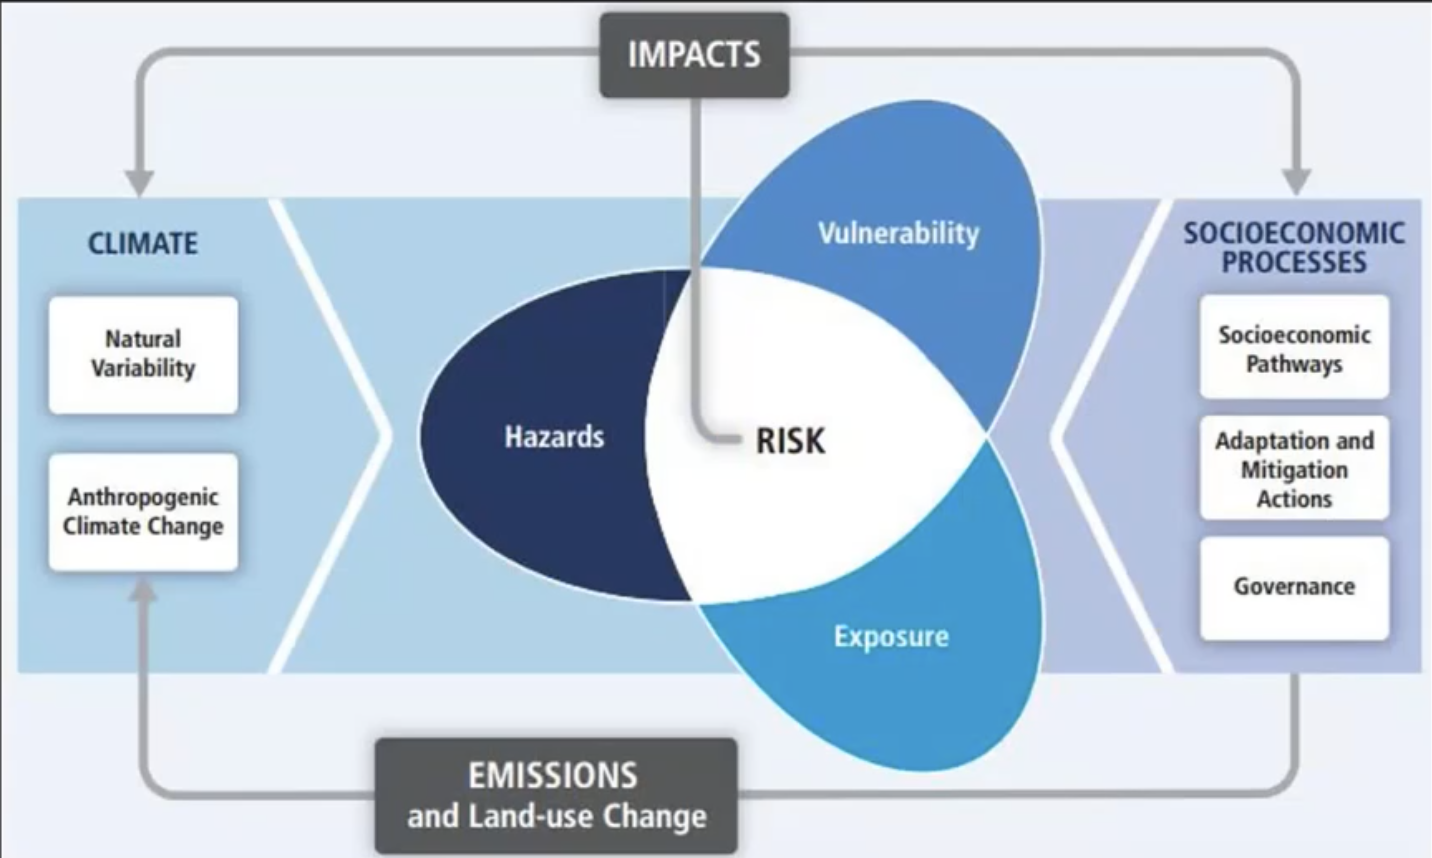 IMPACTS
CLIMATE
Natural
Variability
Anthropogenic
Climate Change
Vulnerability
Hazards
RISK
Exposure
SOCIOECONOMIC
PROCESSES
Socioeconomic
Pathways
Adaptation and
Mitigation
Actions
Governance
EMISSIONS
and Land-use Change